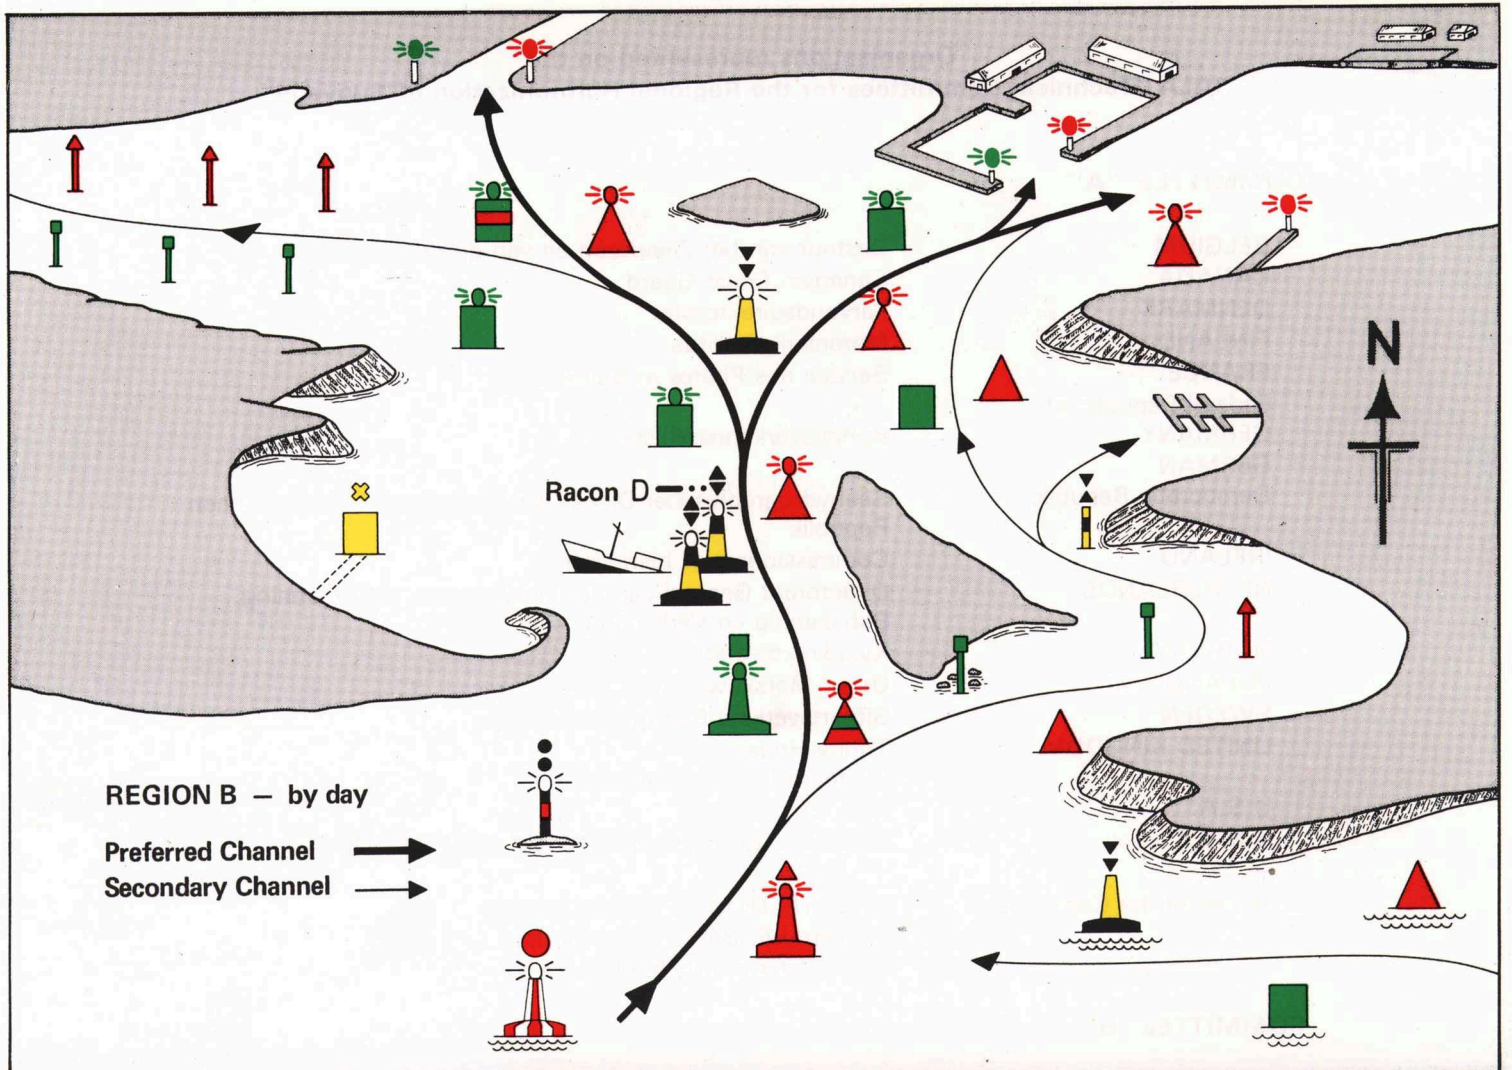 N
Racon D
REGION B — by day
Preferred Channel
Secondary Channel